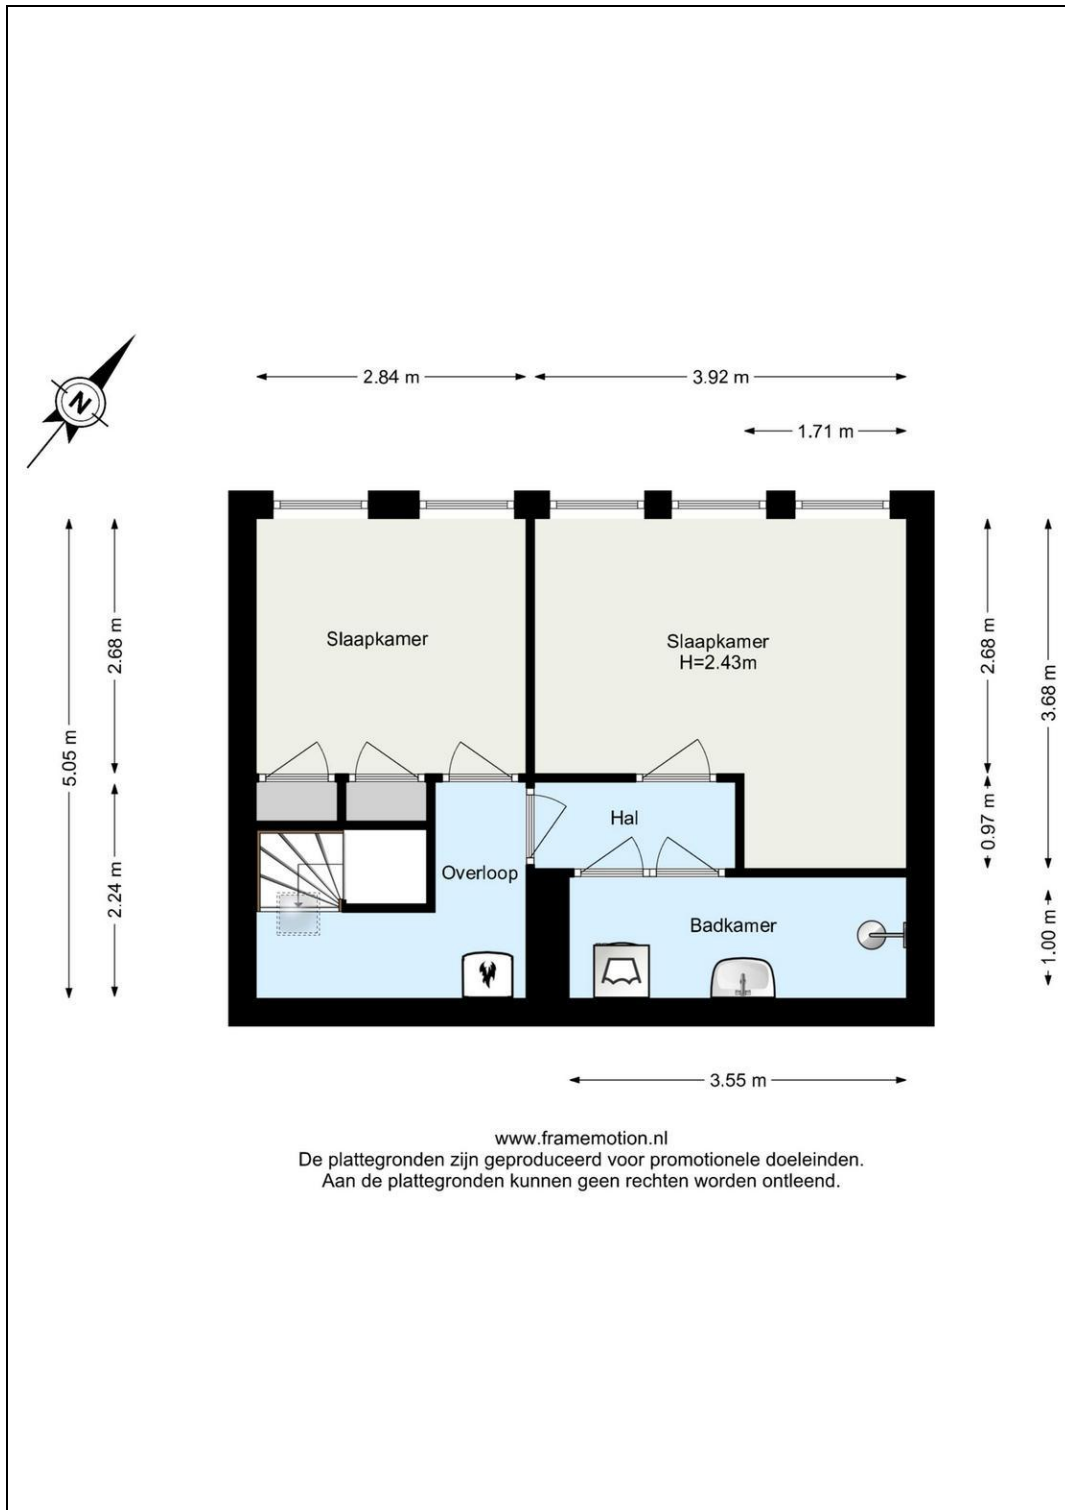 N
2.84 m
3.92 m
1.71 m
5.05 m
2.68 m
2.24 m
Slaapkamer
Slaapkamer
H=2.43m
2.68 m
3.68 m
0.97 m
1.00 m
Hal
Overloop
Badkamer
3.55 m
www.framemotion.nl
De plattegronden zijn geproduceerd voor promotionele doeleinden.
Aan de plattegronden kunnen geen rechten worden ontleend.